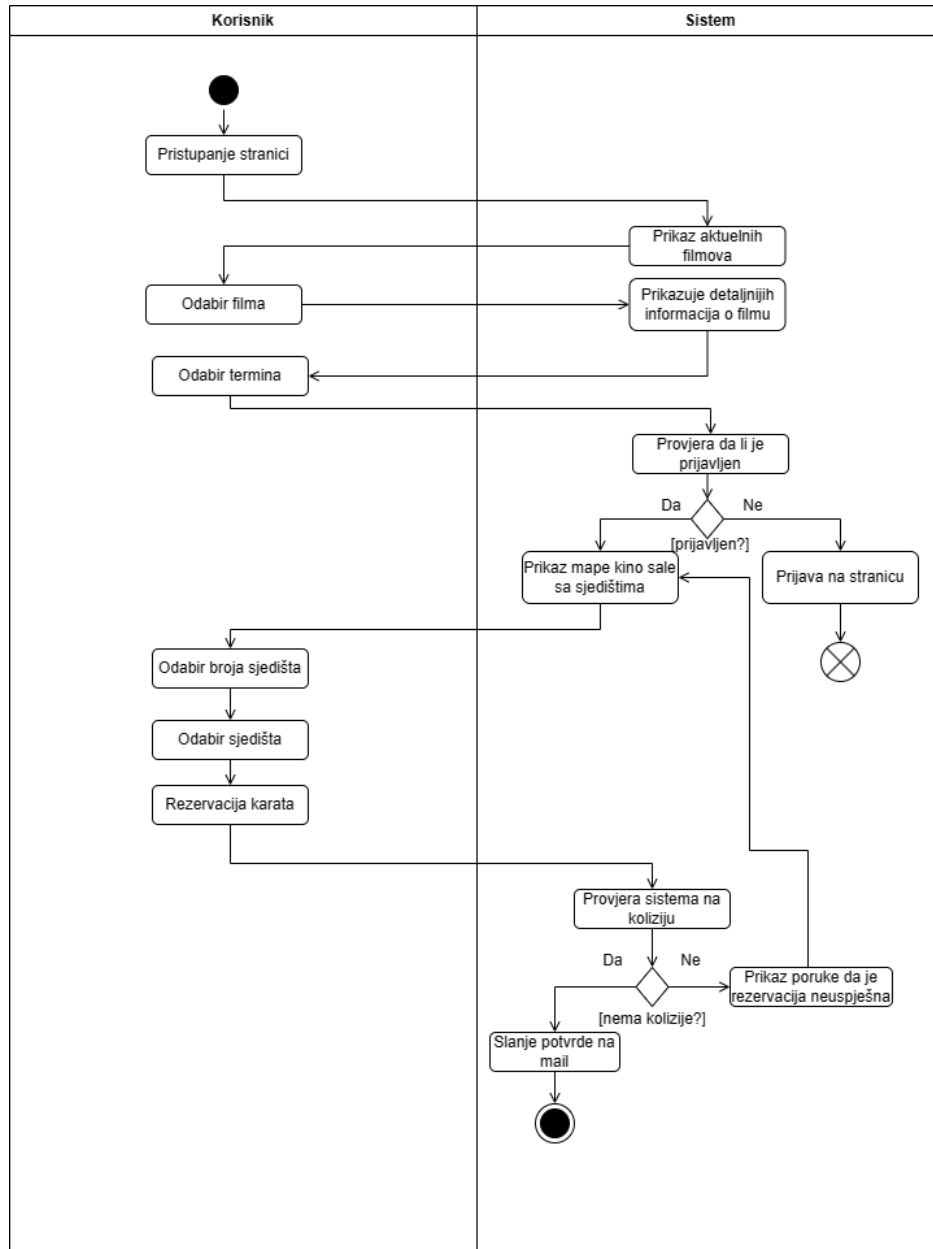 Korisnik
Sistem
Pristupanje stranici
Prikaz aktuelnih
filmova
Odabir filma
Prikazuje detaljnijih
informacija o filmu
Odabir termina
Provjera da li je
prijavljen
Da
Ne
[prijavljen?]
Prikaz mape kino sale
sa sjedištima
Prijava na stranicu
Odabir broja sjedišta
Odabir sjedišta
Rezervacija karata
Provjera sistema na
koliziju
Da
Ne
[nema kolizije?]
Prikaz poruke da je
rezervacija neuspješna
Slanje potvrde na
mail